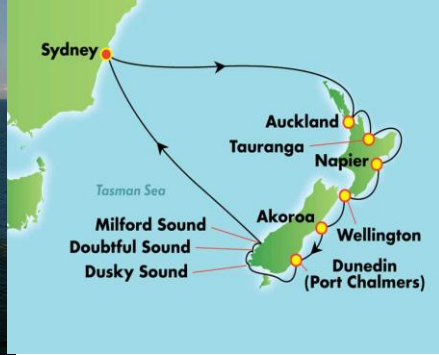 Sydney
Auckland
Tauranga
Napier
Tasman Sea
Akoroa
Milford Sound
Doubtful Sound
Dusky Sound
Wellington
Dunedin
(Port Chalmers)